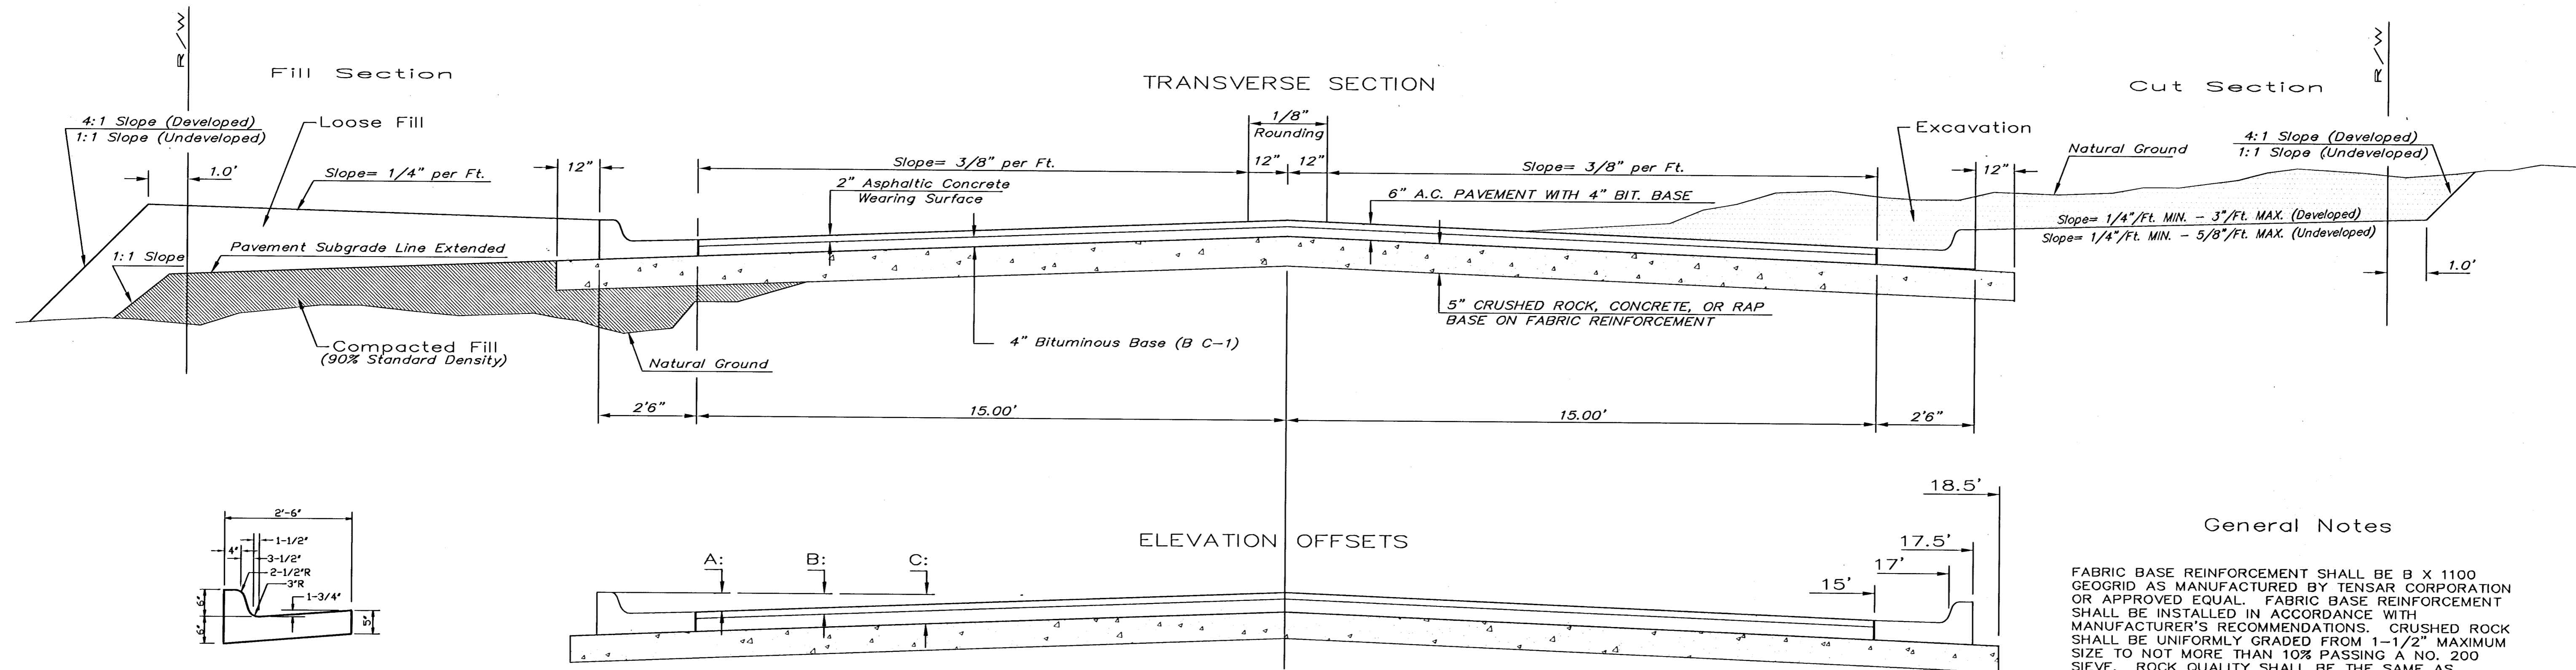 R/W
Fill Section
TRANSVERSE SECTION
R/W
Cut Section
4:1 Slope (Developed)
1:1 Slope (Undeveloped)
Loose Fill
1/8"
Rounding
Excavation
4:1 Slope (Developed)
1:1 Slope (Undeveloped)
Natural Ground
1.0'
Slope= 1/4" per Ft.
12"
Slope= 3/8" per Ft.
12"
12"
Slope= 3/8" per Ft.
12"
2" Asphaltic Concrete
Wearing Surface
6" A.C. PAVEMENT WITH 4" BIT. BASE
Slope= 1/4"/Ft. MIN. - 3"/Ft. MAX. (Developed)
Slope= 1/4"/Ft. MIN. - 5/8"/Ft. MAX. (Undeveloped)
Pavement Subgrade Line Extended
1:1 Slope
1.0'
5" CRUSHED ROCK, CONCRETE, OR RAP
BASE ON FABRIC REINFORCEMENT
4" Bituminous Base (B C-1)
Compacted Fill
(90% Standard Density)
Natural Ground
2'6"
15.00'
15.00'
2'6"
18.5'
2'-6"
1-1/2"
4"
3-1/2"
2-1/2"R
3"R
1-3/4"
6"
6"
5"
ELEVATION OFFSETS
A:
B:
C:
17.5'
17'
15'
General Notes
FABRIC BASE REINFORCEMENT SHALL BE B X 1100
GEOGRID AS MANUFACTURED BY TENSAR CORPORATION
OR APPROVED EQUAL. FABRIC BASE REINFORCEMENT
SHALL BE INSTALLED IN ACCORDANCE WITH
MANUFACTURER'S RECOMMENDATIONS. CRUSHED ROCK
SHALL BE UNIFORMLY GRADED FROM 1-1/2" MAXIMUM
SIZE TO NOT MORE THAN 10% PASSING A NO. 200
SIEVE. ROCK QUALITY SHALL BE THE SAME AS